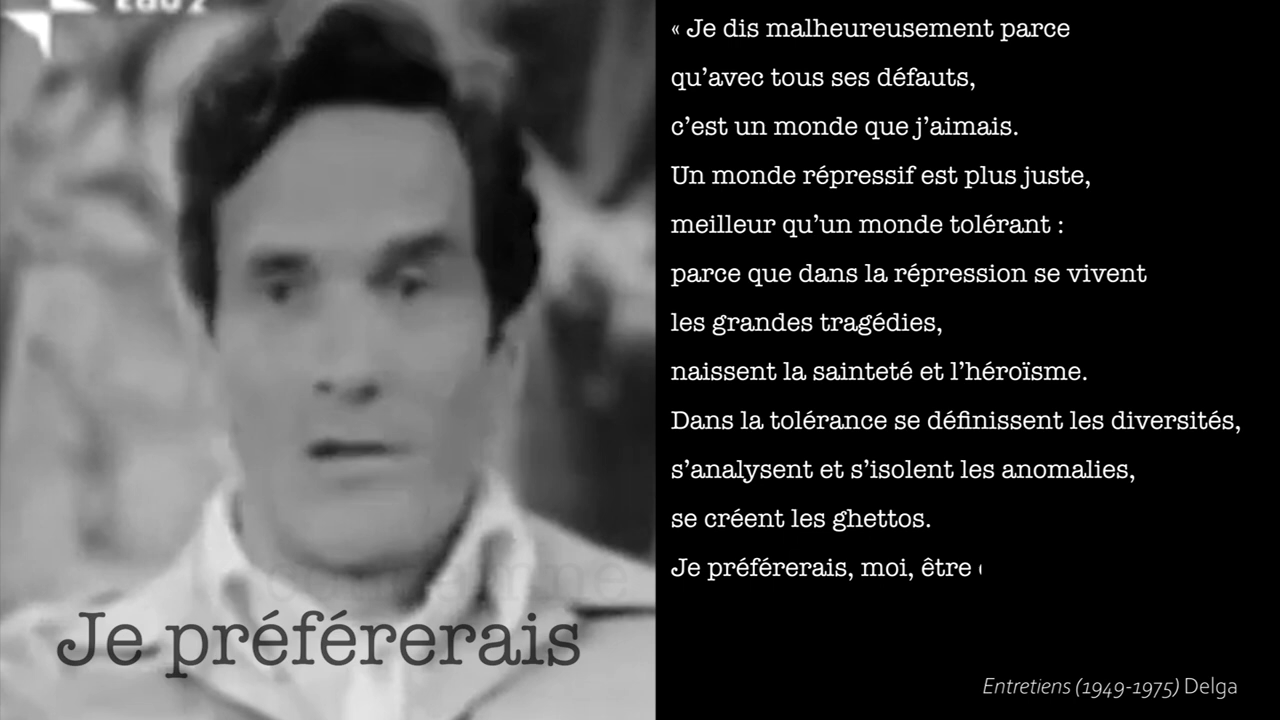 Edu 2
« Je dis malheureusement parce
qu’avec tous ses défauts,
c’est un monde que j’aimais.
Un monde répressif est plus juste,
meilleur qu’un monde tolérant :
parce que dans la répression se vivent
les grandes tragédies,
naissent la sainteté et l’héroïsme.
Dans la tolérance se définissent les diversités,
s’analysent et s’isolent les anomalies,
se créent les ghettos.
Je préférerais, moi, être
Je préférerais
Entretiens (1949-1975) Delga